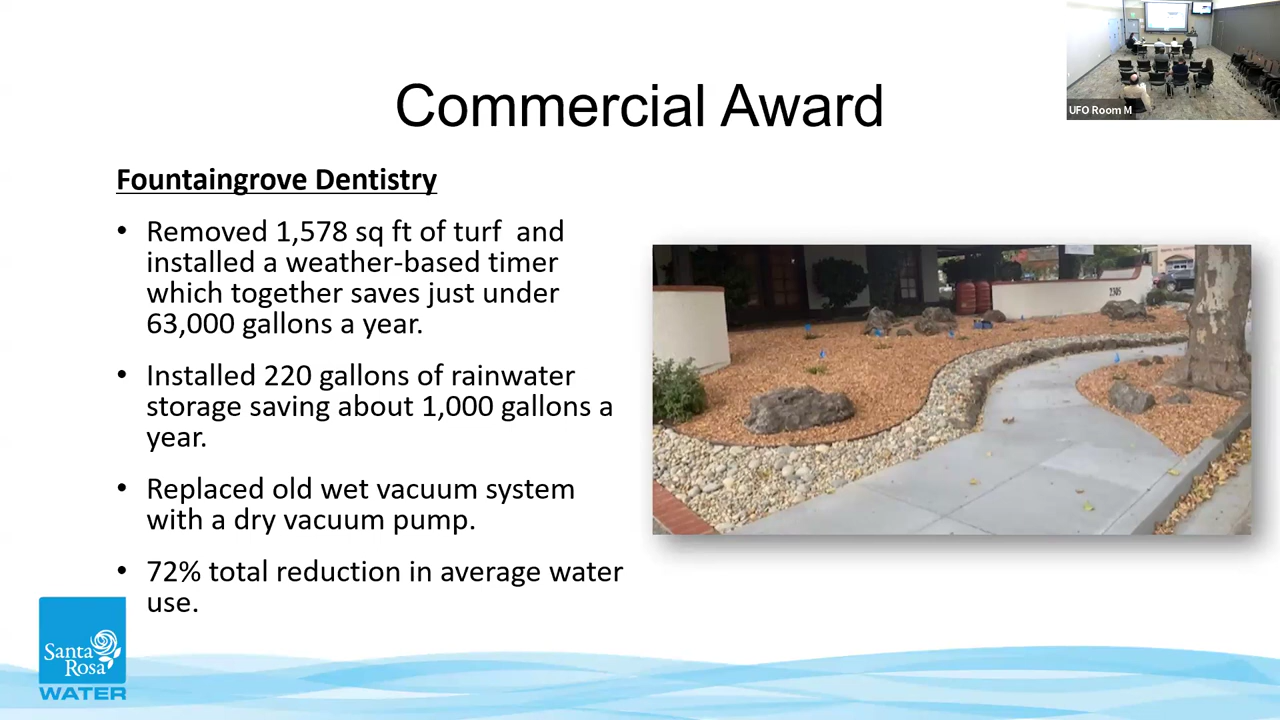 Commercial Award
UFO Room M
Fountaingrove Dentistry
• Removed 1,578 sq ft of turf and
installed a weather-based timer
which together saves just under
63,000 gallons a year.
• Installed 220 gallons of rainwater
storage saving about 1,000 gallons a
year.
• Replaced old wet vacuum system
with a dry vacuum pump.
• 72% total reduction in average water
use.
2305
Santa
Rosa
WATER